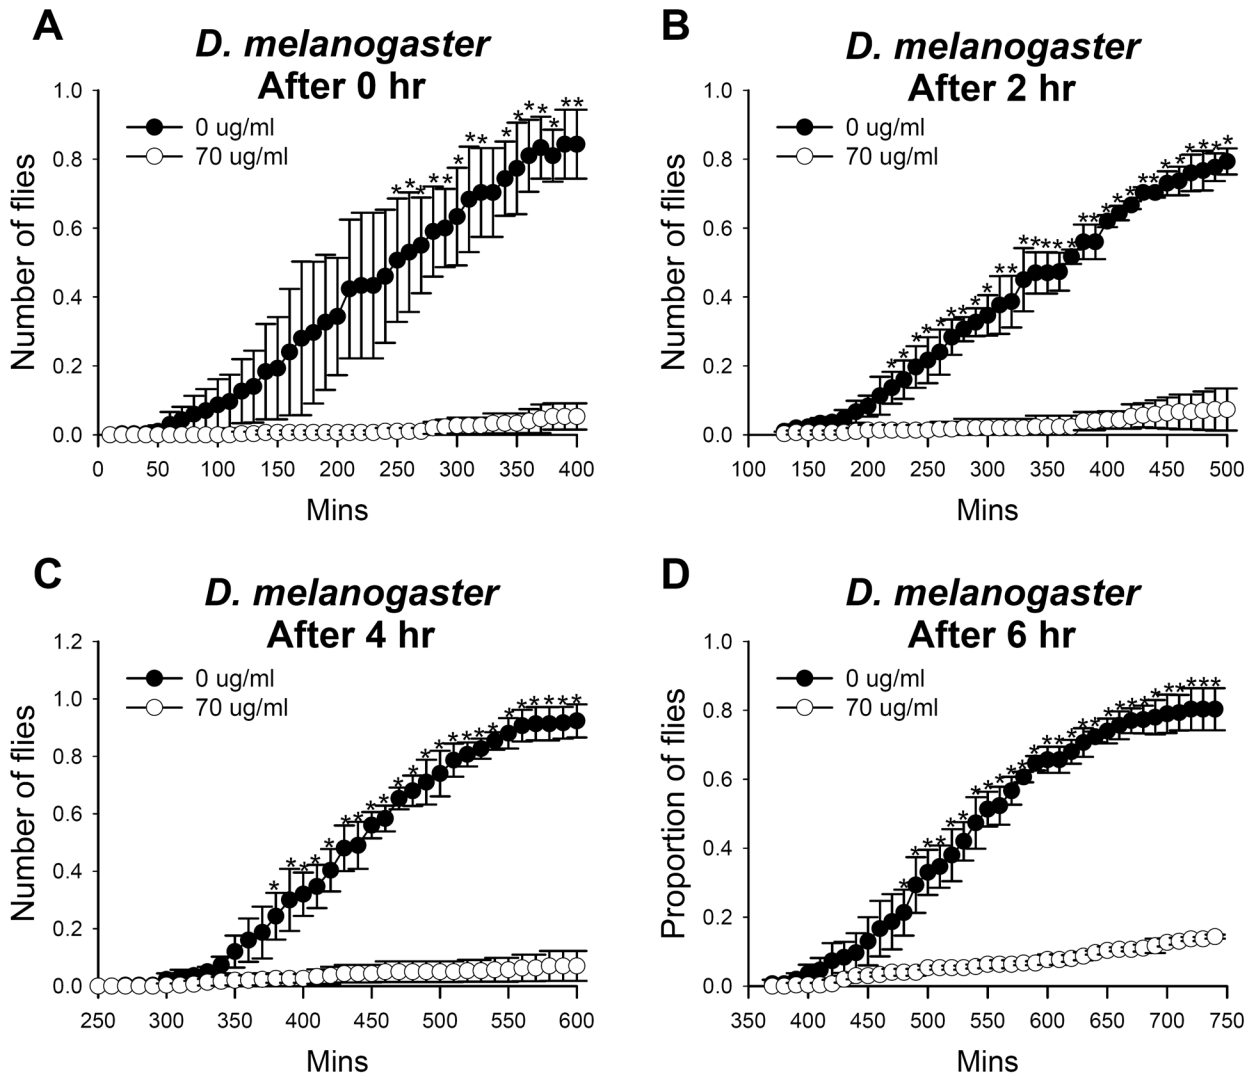 A
D. melanogaster
After 0 hr
1.0
0.8
0.6
0.4
0.2
0.0
Number of flies
0 ug/ml
70 ug/ml
* * * * * * * * * * * * * * *
0 50 100 150 200 250 300 350 400
Mins
B
D. melanogaster
After 2 hr
1.0
0.8
0.6
0.4
0.2
0.0
Number of flies
0 ug/ml
70 ug/ml
100 150 200 250 300 350 400 450 500
Mins
C
D. melanogaster
After 4 hr
1.2
1.0
0.8
0.6
0.4
0.2
0.0
Number of flies
0 ug/ml
70 ug/ml
250 300 350 400 450 500 550 600
Mins
D
D. melanogaster
After 6 hr
1.0
0.8
0.6
0.4
0.2
0.0
Proportion of flies
0 ug/ml
70 ug/ml
350 400 450 500 550 600 650 700 750
Mins